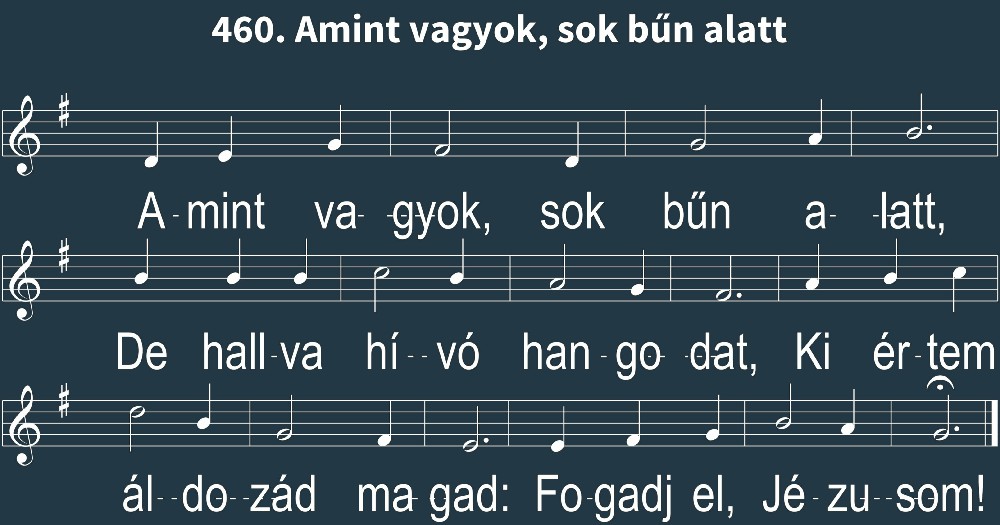 460. Amint vagyok, sok bűn alatt
A-mint va- -gyok, sok bűn a- -latt,
De hall-va hí--vó han-go- -dat, Ki ér-tem
ál--do--zád ma-gad: Fo-gadj el, Jé-zu--som!